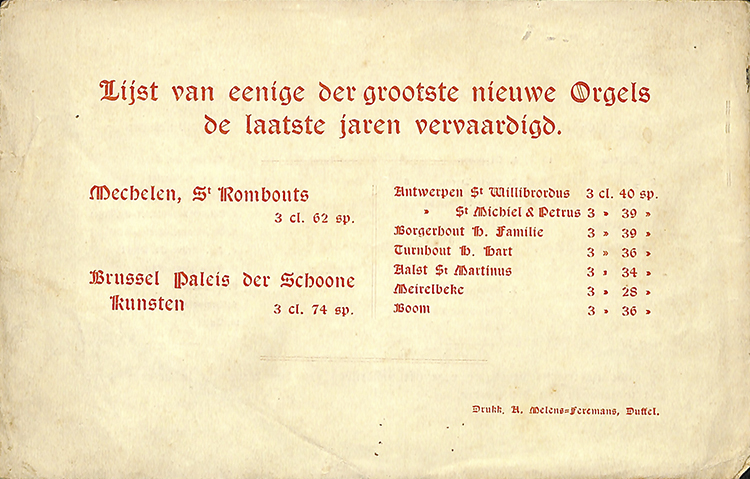 Lijst van eenige der grootste nieuwe Orgels
de laatste jaren vervaardigd.
Mechelen, St Rombouts
3 cl. 62 sp.
Brussel Paleis der Schoone
Kunsten 3 cl. 74 sp.
Antwerpen St Willibrordus 3 cl. 40 sp.
» St Michiel & Petrus 3 » 39 »
Borgerhout H. Familie 3 » 39 »
Turnhout H. Hart 3 » 36 »
Aalst St Martinus 3 » 34 »
Meirelbeke 3 » 28 »
Boom 3 » 36 »
Drukk. A. Melens=Feremans, Duffel.